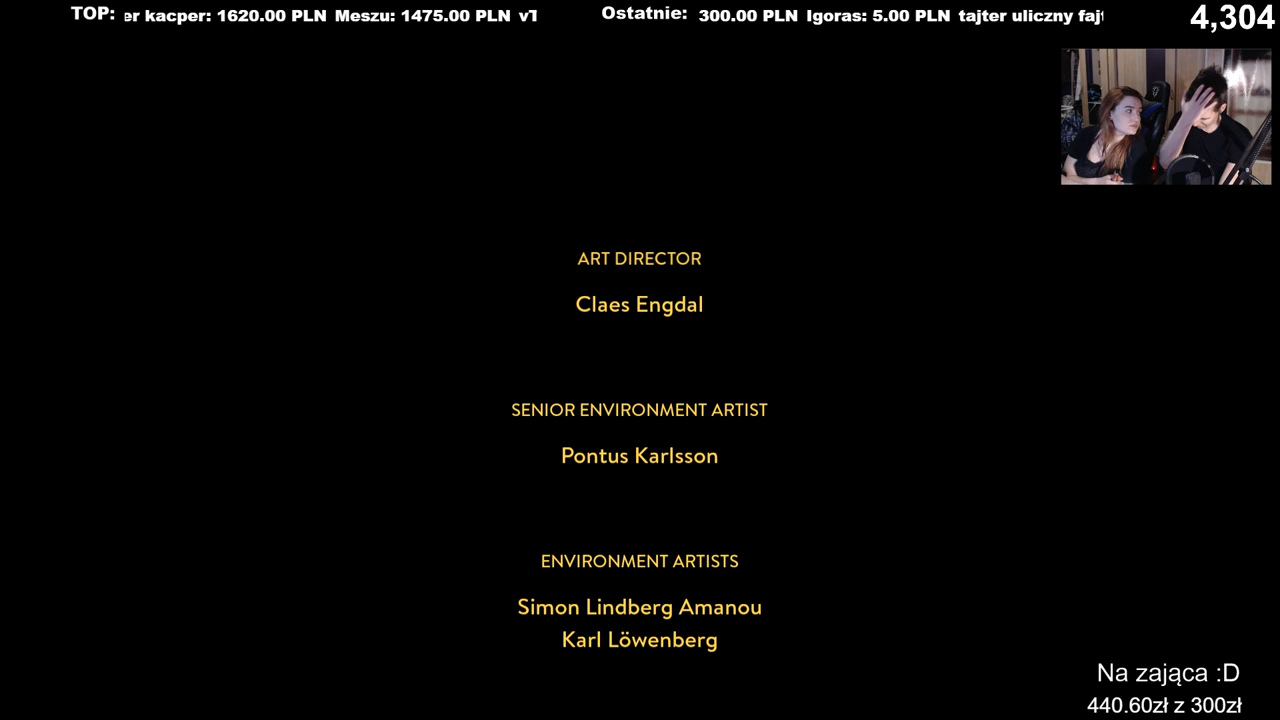 TOP: er kacper: 1620.00 PLN Meszu: 1475.00 PLN
Ostatnie: 300.00 PLN Igoras: 5.00 PLN tajter uliczny
4,304
ART DIRECTOR
Claes Engdal
SENIOR ENVIRONMENT ARTIST
Pontus Karlsson
ENVIRONMENT ARTISTS
Simon Lindberg Amanou
Karl Löwenberg
Na zająca :D
440.60zł z 300zł